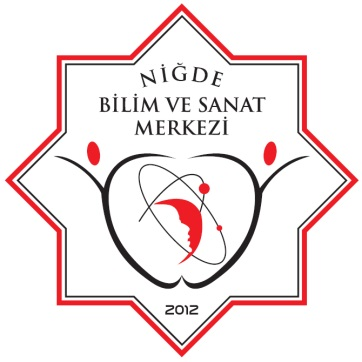 NİĞDE
BİLİM VE SANAT
MERKEZİ
2012